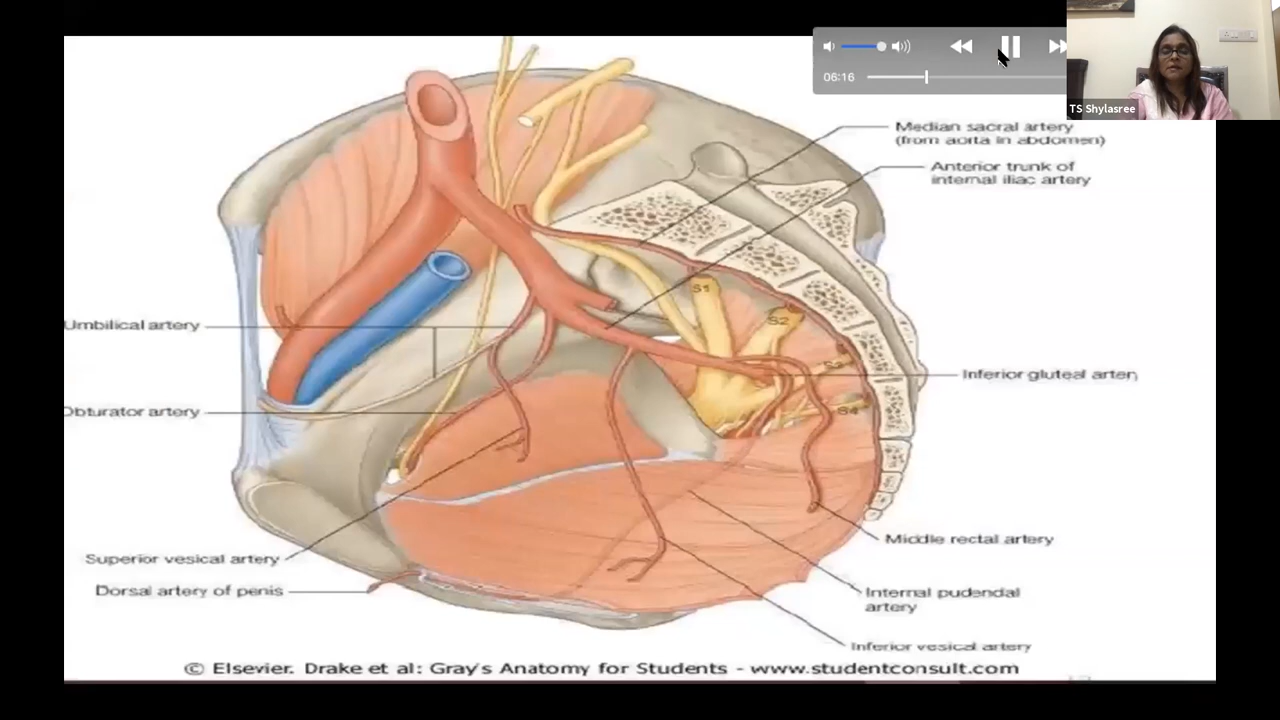 06:16
TS Shylasree
Median sacral artery
(from aorta in abdomen)
Anterior trunk of
internal iliac artery
S1
S2
S3
S4
Umbilical artery
Inferior gluteal artery
Obturator artery
Superior vesical artery
Middle rectal artery
Dorsal artery of penis
Internal pudendal
artery
Inferior vesical artery
© Elsevier. Drake et al: Gray's Anatomy for Students - www.studentconsult.com